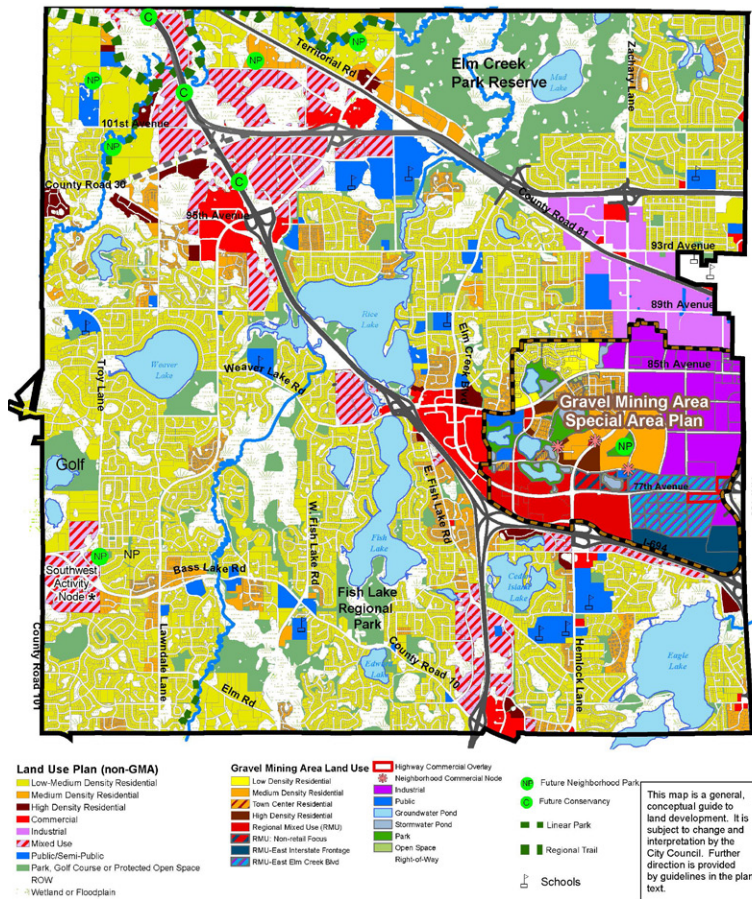 C
Territorial Rd
NP
NP
NP
Elm Creek
Park Reserve
Mud
Lake
Zachary Lane
C
101st Avenue
NP
County Road 30
C
95th Avenue
County Road 81
93rd Avenue
89th Avenue
Rice
Lake
Elm Creek Blvd
Troy Lane
Weaver
Lake
Weaver Lake Rd
85th Avenue
Gravel Mining Area
Special Area Plan
NP
77th Avenue
Golf
I-694
E. Fish Lake Rd
W. Fish Lake Rd
Fish
Lake
NP
NP
Southwest
Activity
Node *
Bass Lake Rd
Cedar
Island
Lake
Fish Lake
Regional
Park
County Road 101
Lawndale Lane
County Road 10
Hemlock Lane
Eagle
Lake
Elm Rd
Land Use Plan (non-GMA)
Low-Medium Density Residential
Medium Density Residential
High Density Residential
Commercial
Industrial
Mixed Use
Public/Semi-Public
Park, Golf Course or Protected Open Space
ROW
Wetland or Floodplain
Gravel Mining Area Land Use
Low Density Residential
Medium Density Residential
Town Center Residential
High Density Residential
Regional Mixed Use (RMU)
RMU: Non-retail Focus
RMU-East Interstate Frontage
RMU-East Elm Creek Blvd
Highway Commercial Overlay
Neighborhood Commercial Node
Industrial
Public
Groundwater Pond
Stormwater Pond
Park
Open Space
Right-of-Way
NP Future Neighborhood Park
C Future Conservancy
Linear Park
Regional Trail
Schools
This map is a general,
conceptual guide to
land development. It is
subject to change and
interpretation by the
City Council. Further
direction is provided
by guidelines in the plan
text.